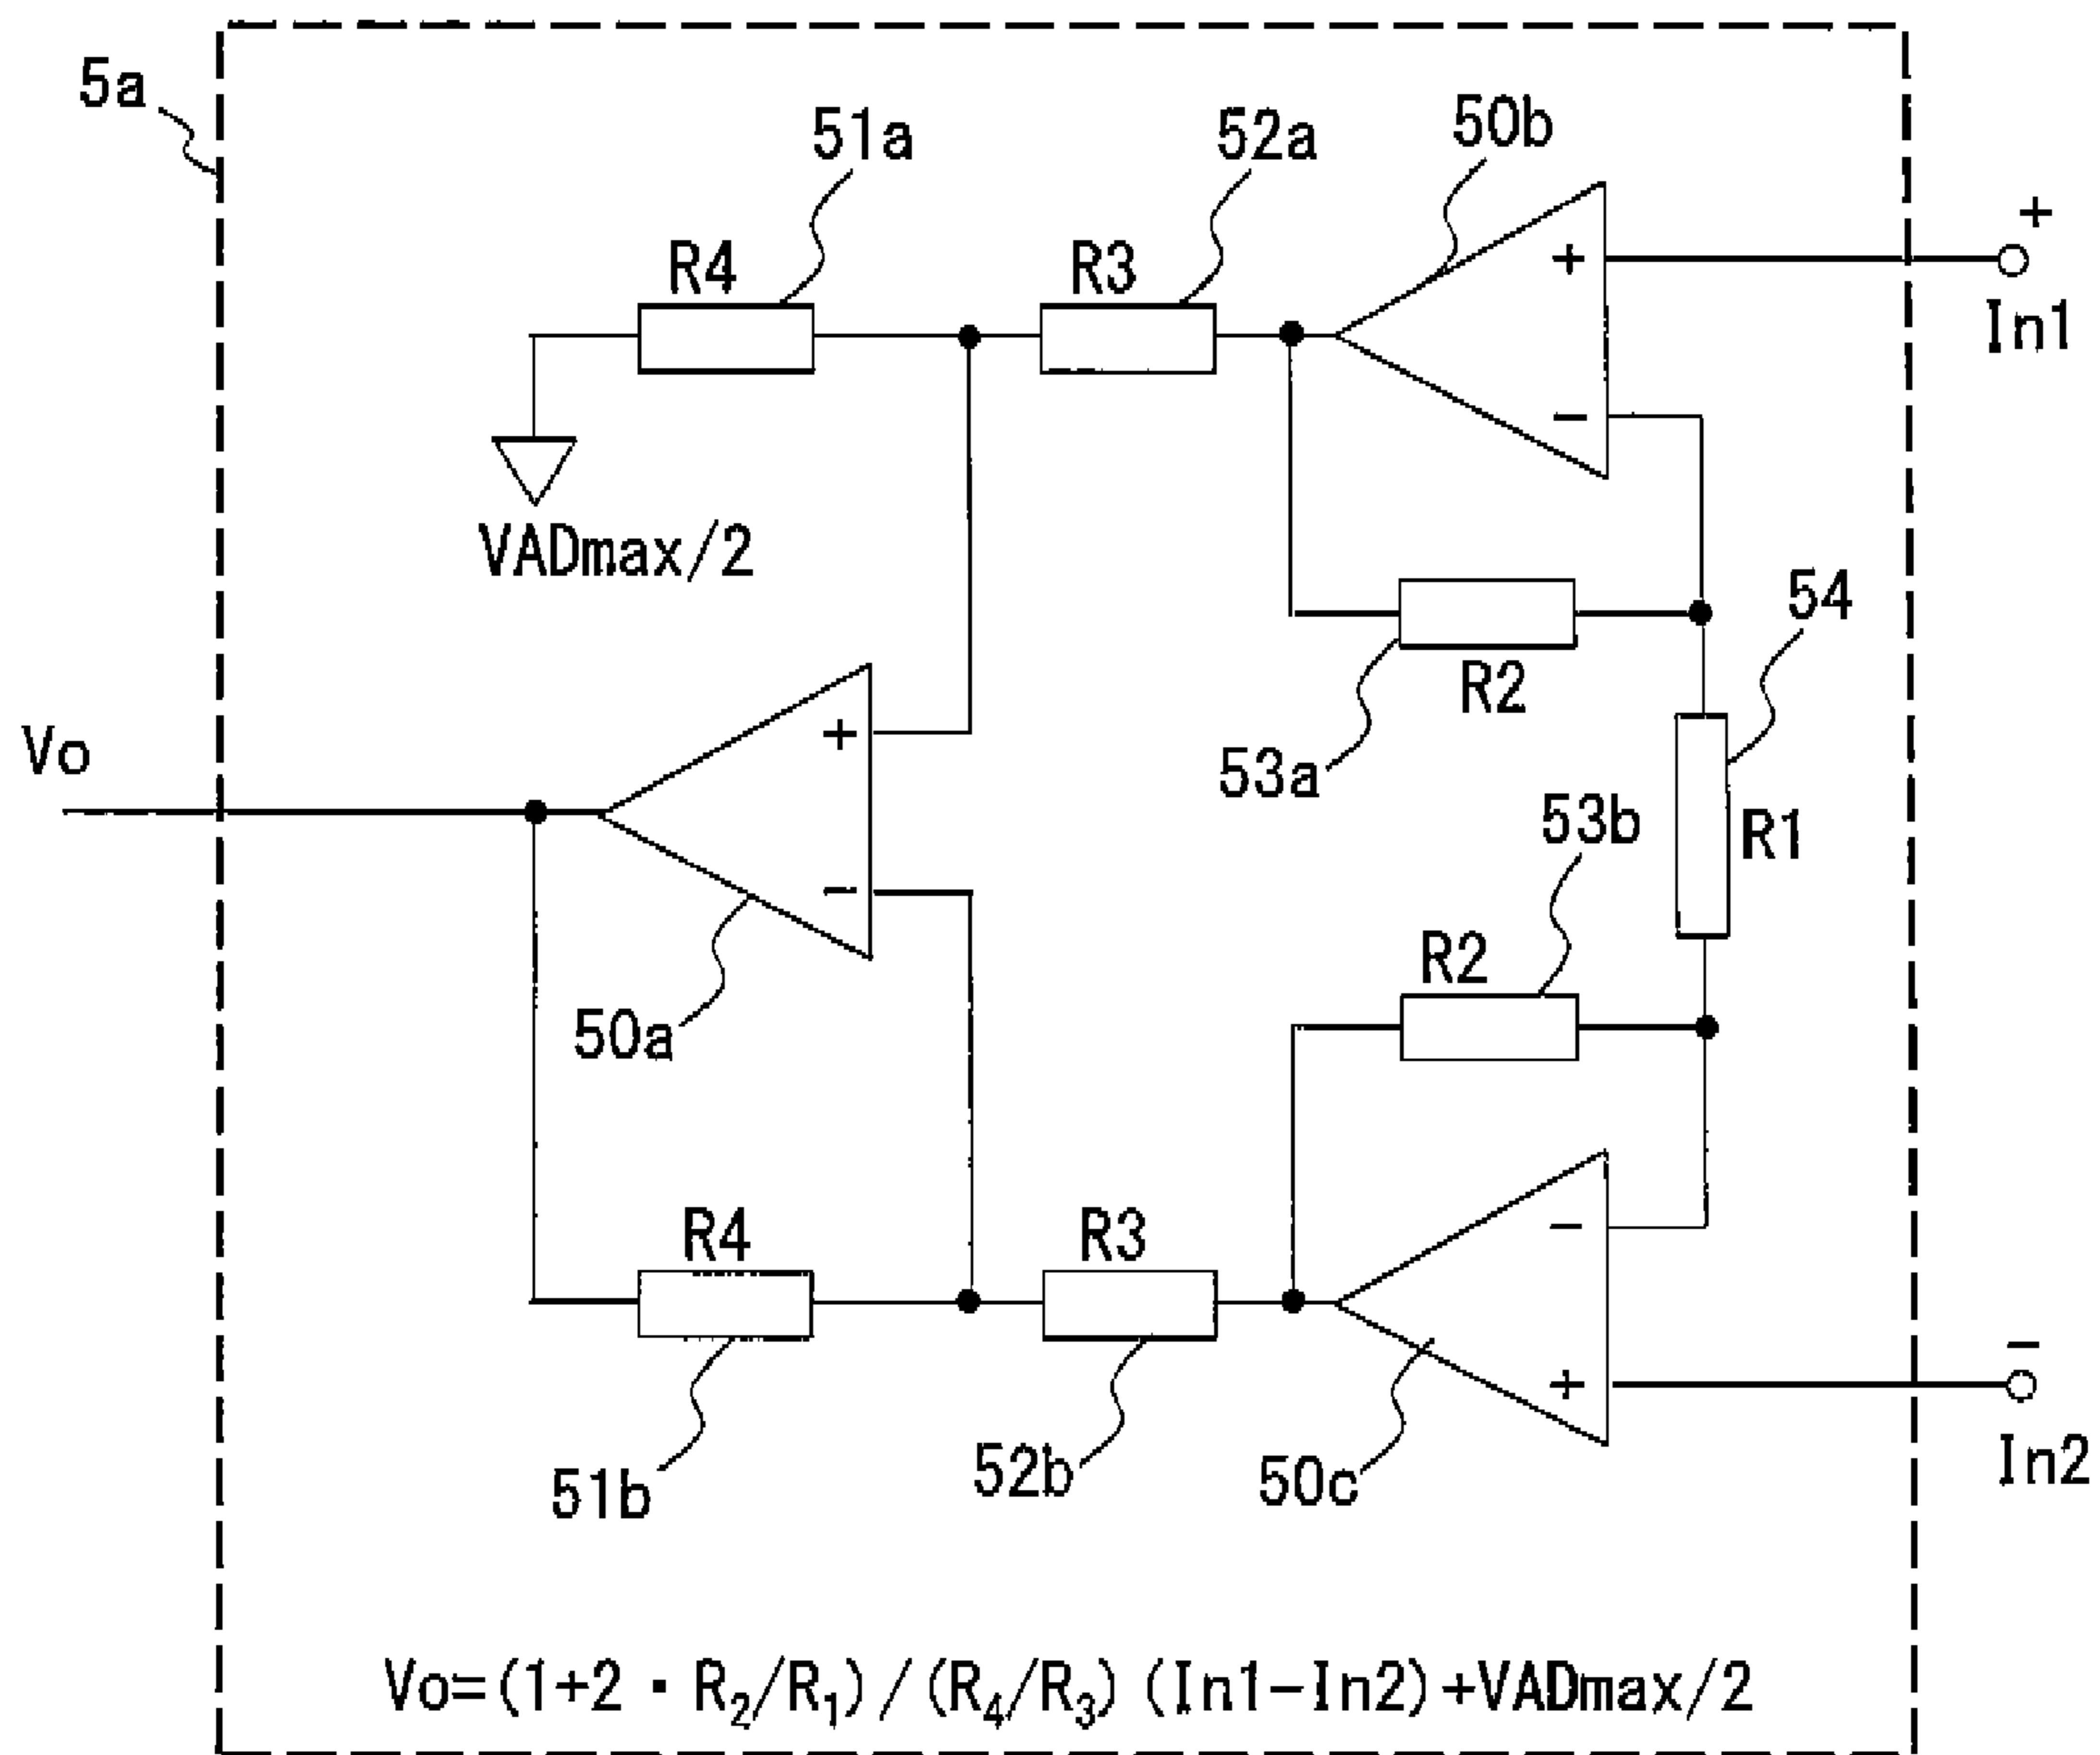 5a
51a
52a
50b
+
R4
R3
+
In1
−
VADmax/2
54
R2
Vo
+
53a
53b
R1
−
R2
50a
R4
R3
−
−
+
51b
52b
50c
In2
Vo=(1+2・R₂/R₁)/(R₄/R₃)(In1−In2)+VADmax/2